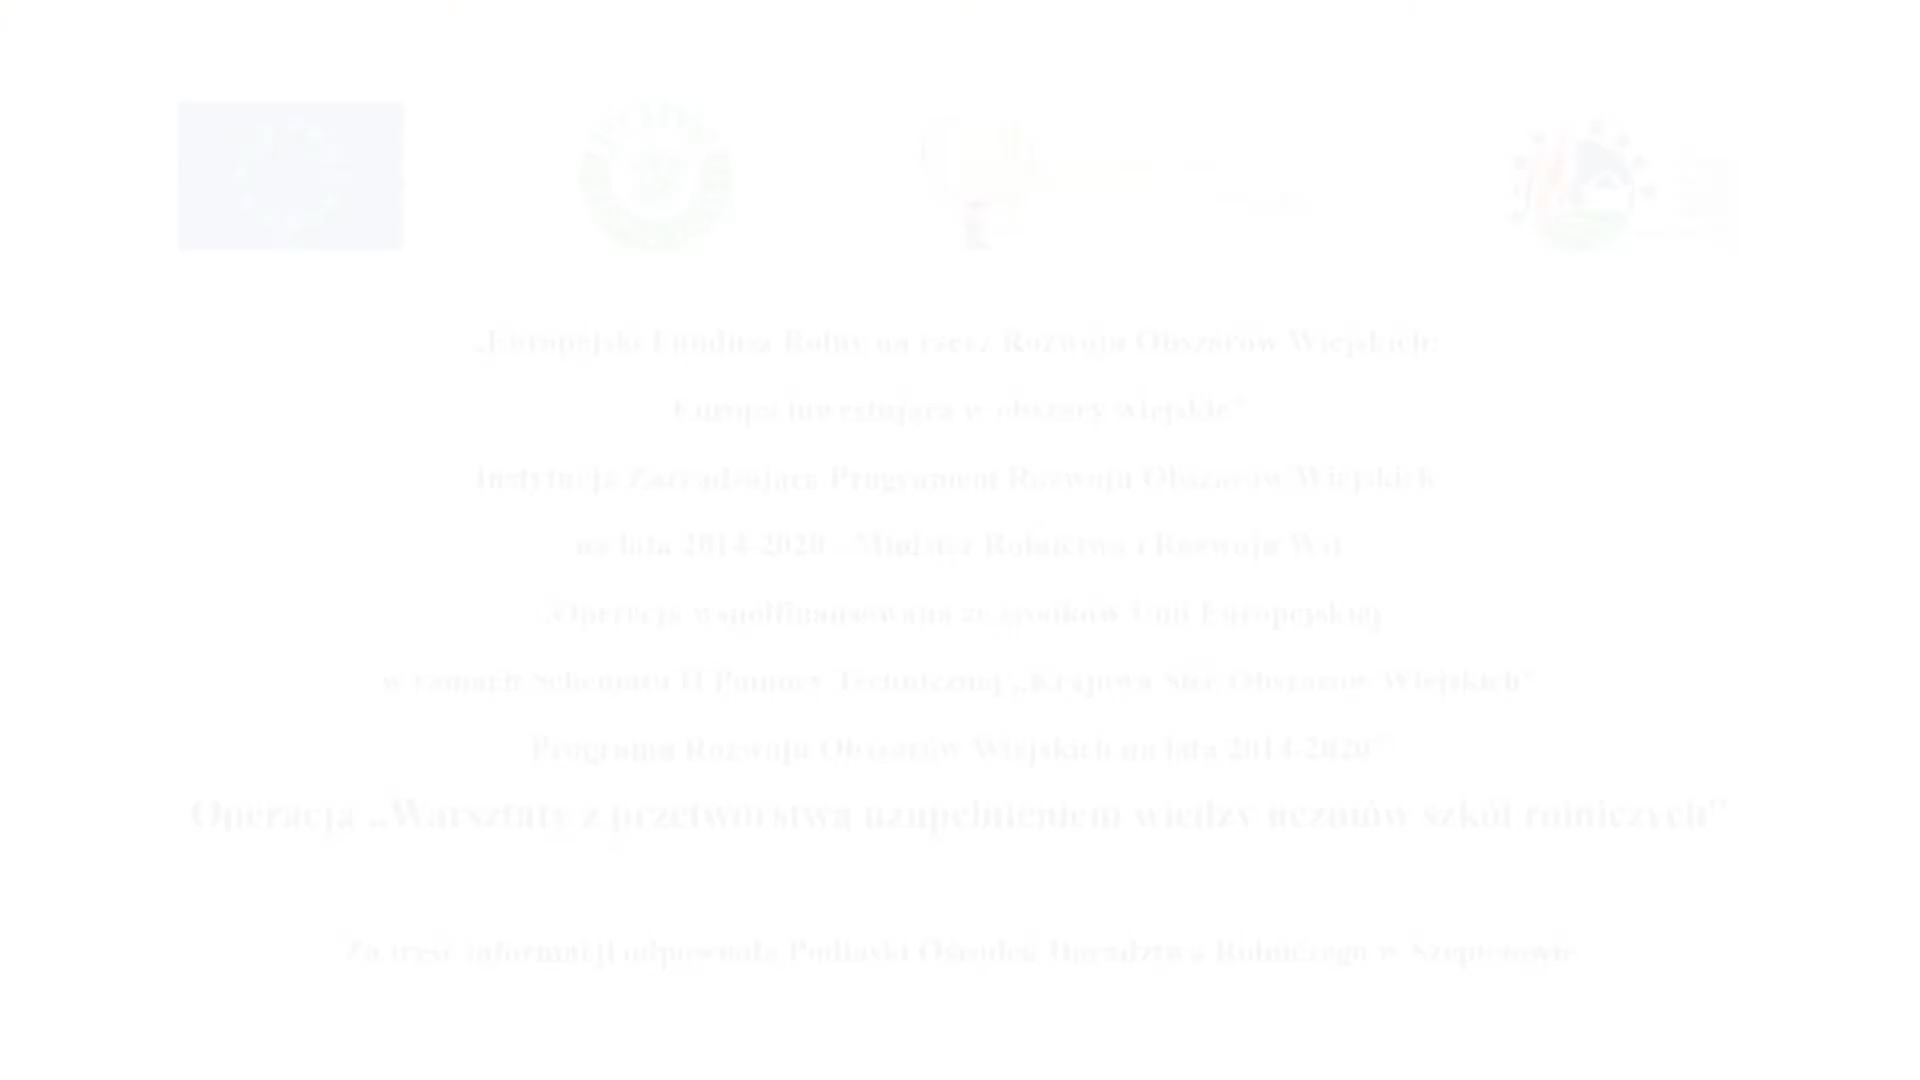 „Europejski Fundusz Rolny na rzecz Rozwoju Obszarów Wiejskich:
Europa inwestująca w obszary wiejskie"
Instytucja Zarządzająca Programem Rozwoju Obszarów Wiejskich
na lata 2014-2020 - Minister Rolnictwa i Rozwoju Wsi
„Operacja współfinansowana ze środków Unii Europejskiej
w ramach Schematu II Pomocy Technicznej „Krajowa Sieć Obszarów Wiejskich"
Programu Rozwoju Obszarów Wiejskich na lata 2014-2020"
Operacja „Warsztaty z przetwórstwa uzupełnieniem wiedzy uczniów szkół rolniczych"
Za treść informacji odpowiada Podlaski Ośrodek Doradztwa Rolniczego w Szepietowie